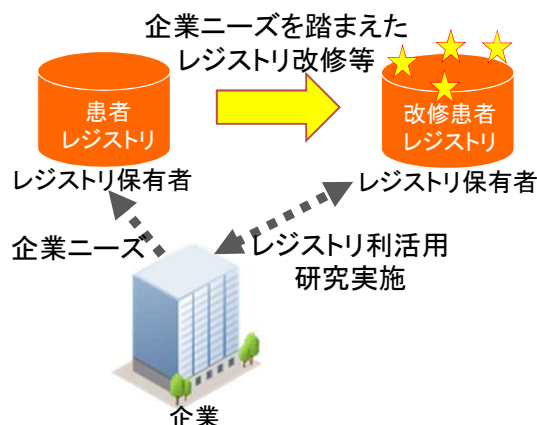 企業ニーズを踏まえた
レジストリ改修等
患者
レジストリ
改修患者
レジストリ
レジストリ保有者
レジストリ保有者
企業ニーズ
レジストリ利活用
研究実施
企業